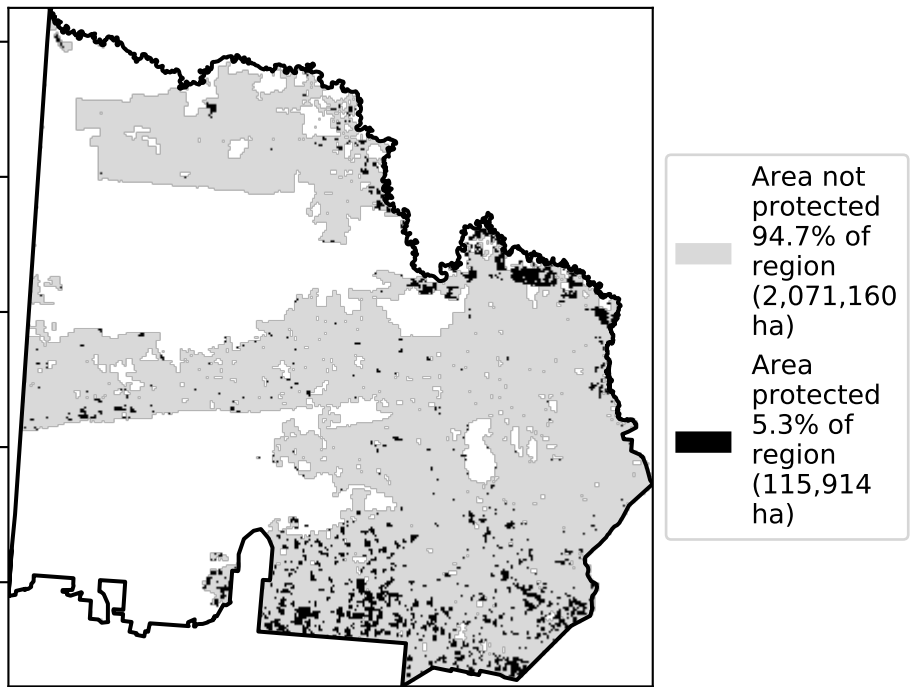 Area not
protected
94.7% of
region
(2,071,160
ha)
Area
protected
5.3% of
region
(115,914
ha)